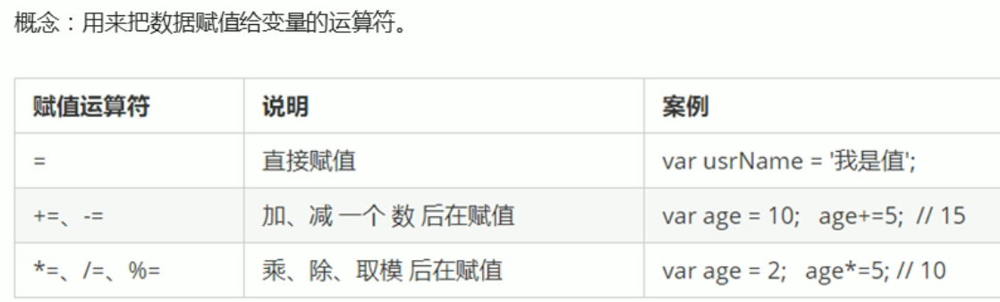 概念：用来把数据赋值给变量的运算符。
赋值运算符 说明 案例
= 直接赋值 var usrName = '我是值';
+=、-= 加、减 一个 数 后在赋值 var age = 10; age+=5; // 15
*=、/=、%= 乘、除、取模 后在赋值 var age = 2; age*=5; // 10